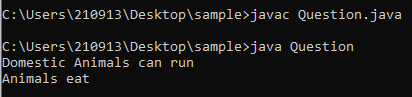 C:\Users\210913\Desktop\sample>javac Question.java
C:\Users\210913\Desktop\sample>java Question
Domestic Animals can run
Animals eat